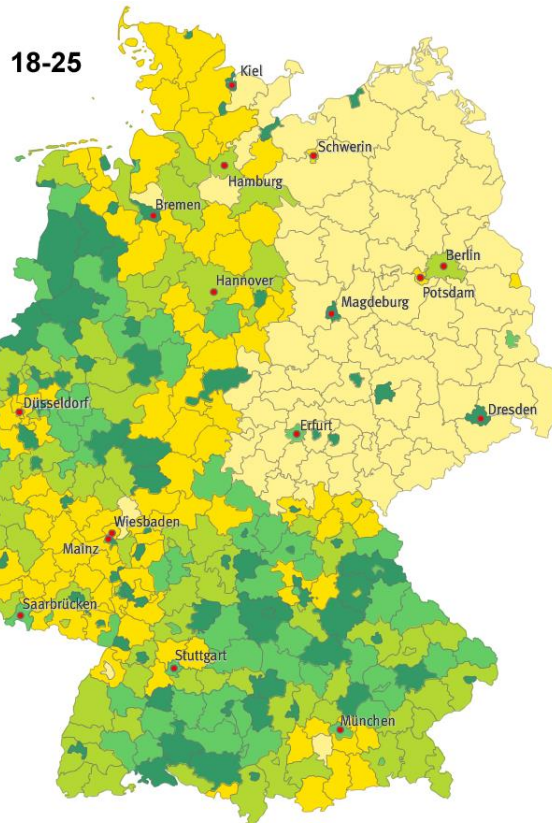 18-25
Kiel
Schwerin
Hamburg
Bremen
Berlin
Potsdam
Hannover
Magdeburg
Düsseldorf
Dresden
Erfurt
Wiesbaden
Mainz
Saarbrücken
Stuttgart
München